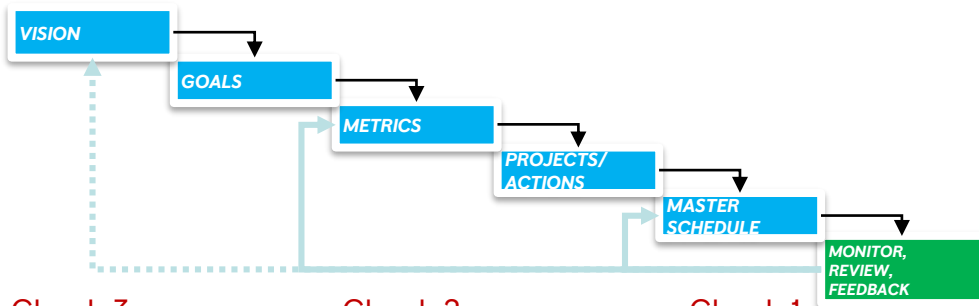 VISION
GOALS
METRICS
PROJECTS/
ACTIONS
MASTER
SCHEDULE
MONITOR,
REVIEW,
FEEDBACK